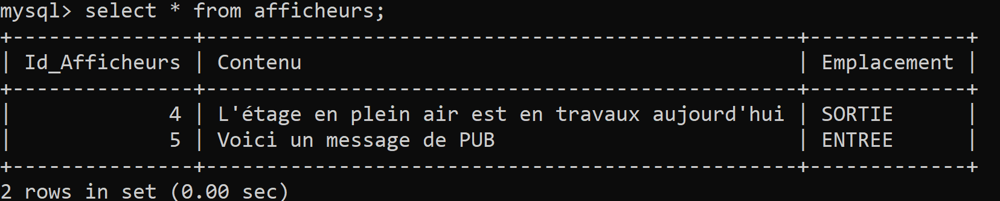 mysql> select * from afficheurs;
+---------------+-------------------------------------------------+-------------+
| Id_Afficheurs | Contenu                                         | Emplacement |
+---------------+-------------------------------------------------+-------------+
|             4 | L'étage en plein air est en travaux aujourd'hui | SORTIE      |
|             5 | Voici un message de PUB                         | ENTREE      |
+---------------+-------------------------------------------------+-------------+
2 rows in set (0.00 sec)